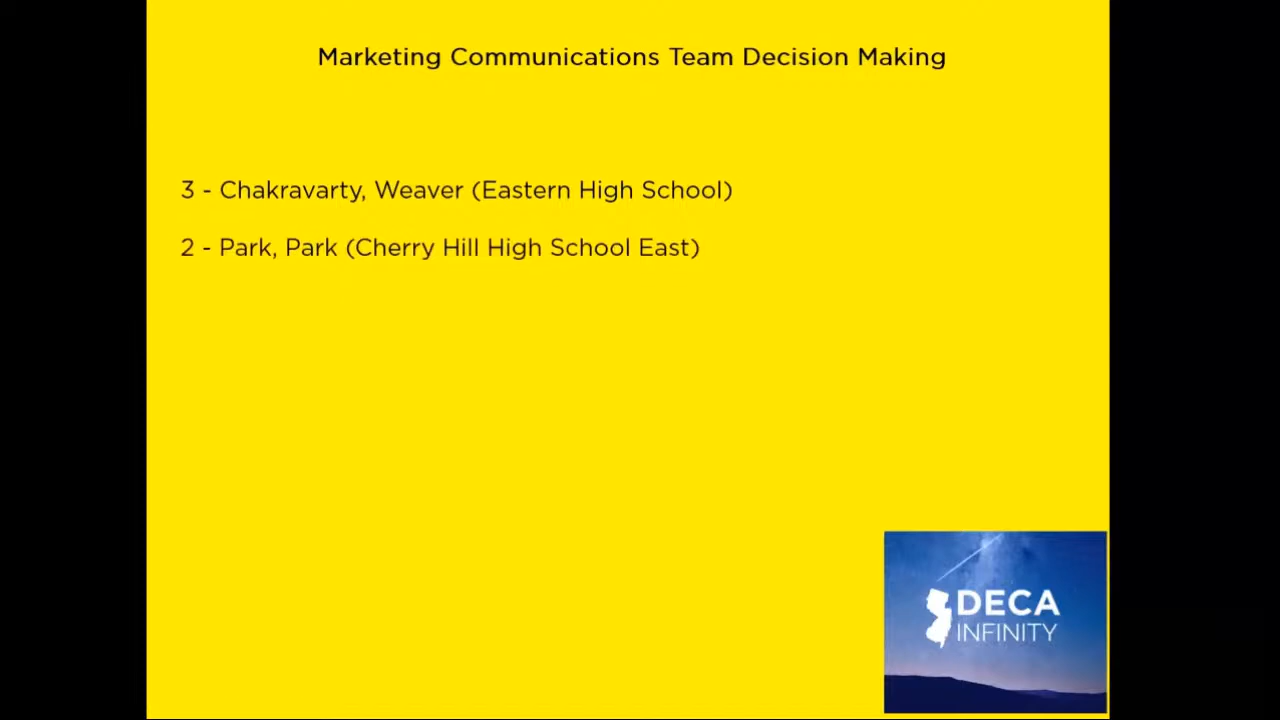 Marketing Communications Team Decision Making
3 - Chakravarty, Weaver (Eastern High School)
2 - Park, Park (Cherry Hill High School East)
DECA
INFINITY